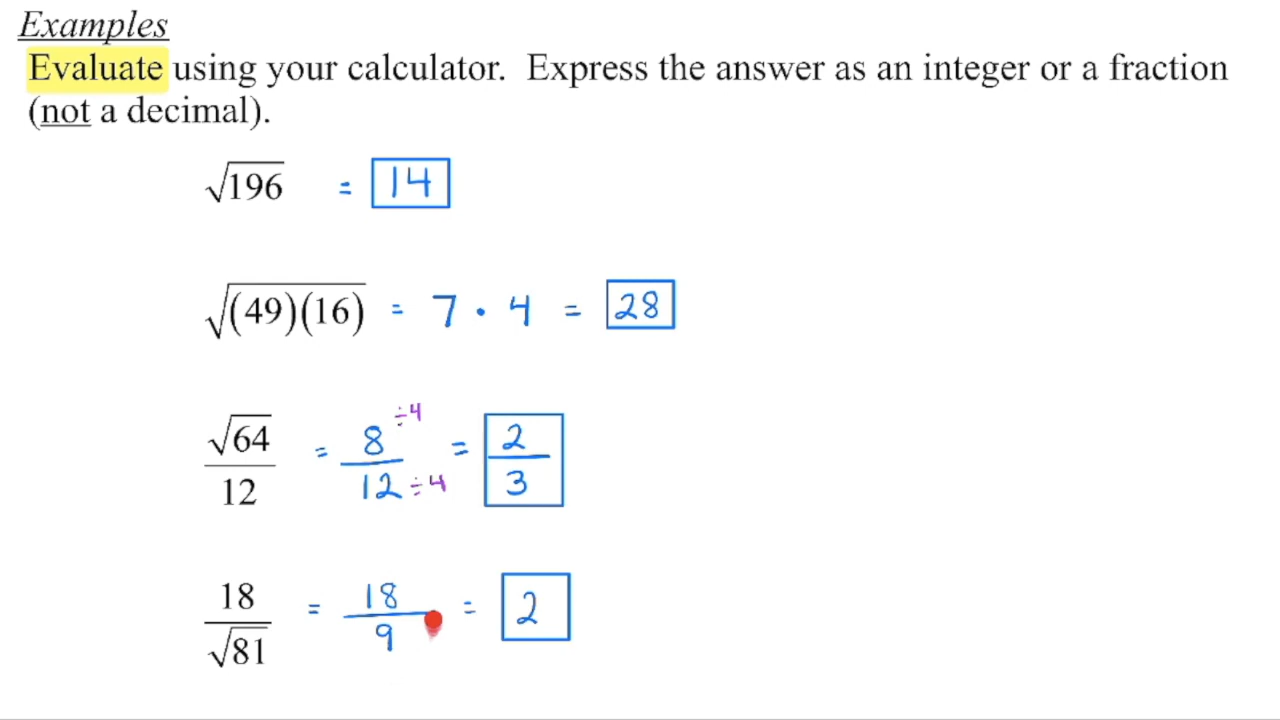 Examples
Evaluate using your calculator. Express the answer as an integer or a fraction
(not a decimal).
√196 = 14
√(49)(16) = 7 · 4 = 28
√64/12 = 8÷4/12÷4 = 2/3
18/√81 = 18/9 = 2